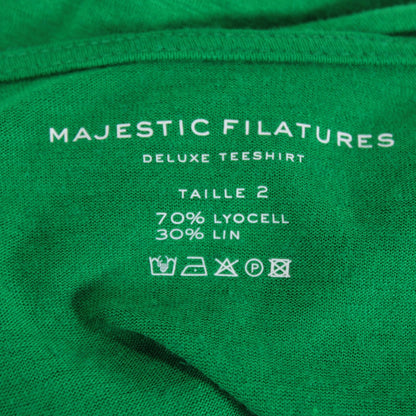 MAJESTIC FILATURES
DELUXE TEESHIRT
TAILLE 2
70% LYOCELL
30% LIN
P